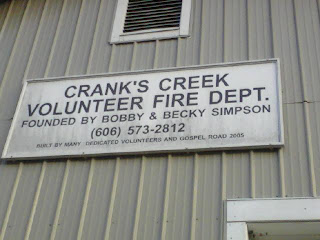 CRANK'S CREEK
VOLUNTEER FIRE DEPT.
FOUNDED BY BOBBY & BECKY SIMPSON
(606) 573-2812
BUILT BY MANY DEDICATED VOLUNTEERS AND GOSPEL ROAD 2005